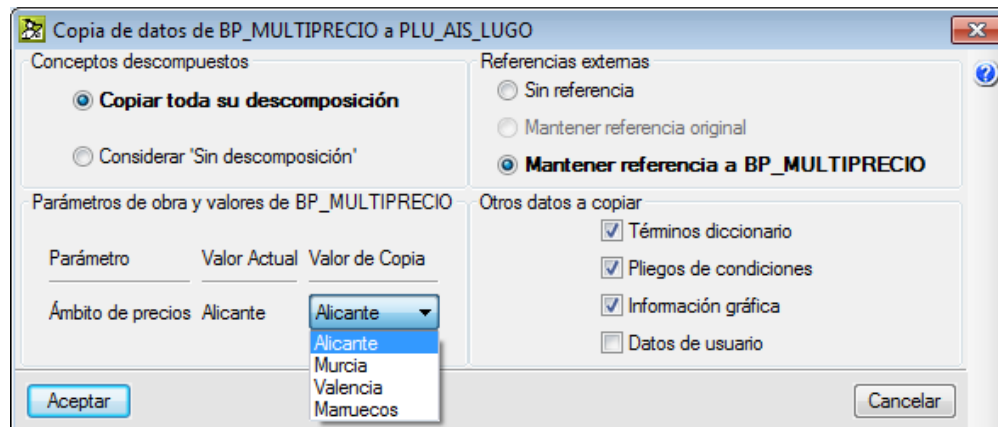 Copia de datos de BP_MULTIPRECIO a PLU_AIS_LUGO
Conceptos descompuestos
Copiar toda su descomposición
Considerar "Sin descomposición"
Referencias externas
Sin referencia
Mantener referencia original
Mantener referencia a BP_MULTIPRECIO
Parámetros de obra y valores de BP_MULTIPRECIO
Parámetro Valor Actual Valor de Copia
Ámbito de precios Alicante Alicante
Alicante
Murcia
Valencia
Marruecos
Otros datos a copiar
Términos diccionario
Pliegos de condiciones
Información gráfica
Datos de usuario
Aceptar
Cancelar